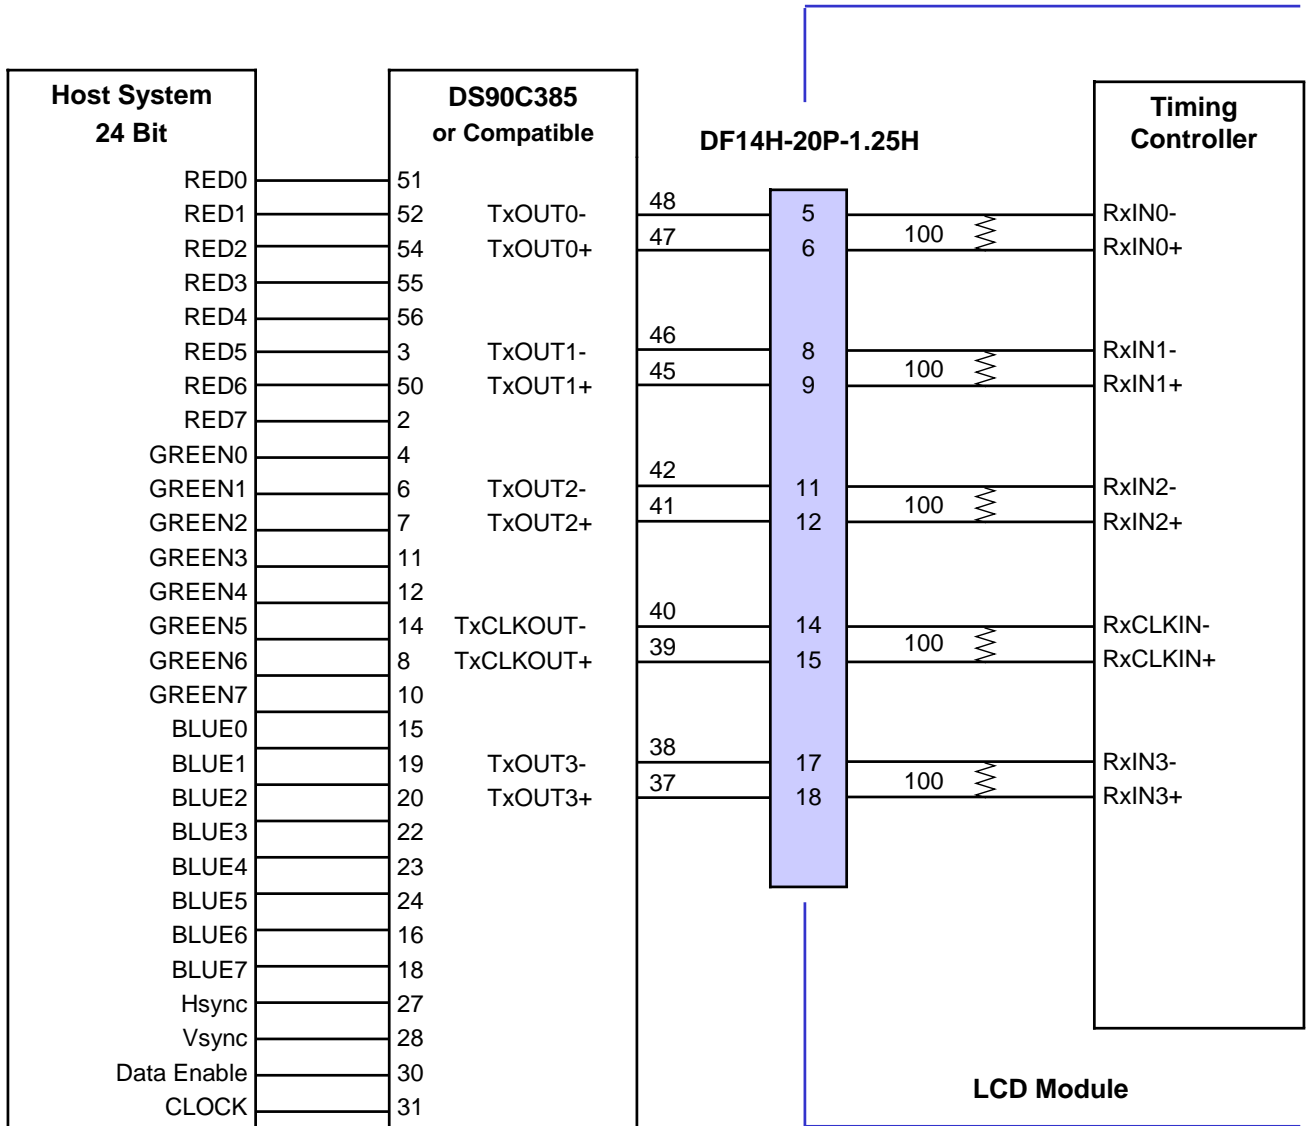 Host System
24 Bit
RED0
RED1
RED2
RED3
RED4
RED5
RED6
RED7
GREEN0
GREEN1
GREEN2
GREEN3
GREEN4
GREEN5
GREEN6
GREEN7
BLUE0
BLUE1
BLUE2
BLUE3
BLUE4
BLUE5
BLUE6
BLUE7
Hsync
Vsync
Data Enable
CLOCK
DS90C385
or Compatible
51
52
54
55
56
3
50
2
4
6
7
11
12
14
8
10
15
19
20
22
23
24
16
18
27
28
30
31
TxOUT0-
TxOUT0+
TxOUT1-
TxOUT1+
TxOUT2-
TxOUT2+
TxCLKOUT-
TxCLKOUT+
TxOUT3-
TxOUT3+
48
47
46
45
42
41
40
39
38
37
DF14H-20P-1.25H
5
6
8
9
11
12
14
15
17
18
100
100
100
100
100
Timing
Controller
RxIN0-
RxIN0+
RxIN1-
RxIN1+
RxIN2-
RxIN2+
RxCLKIN-
RxCLKIN+
RxIN3-
RxIN3+
LCD Module